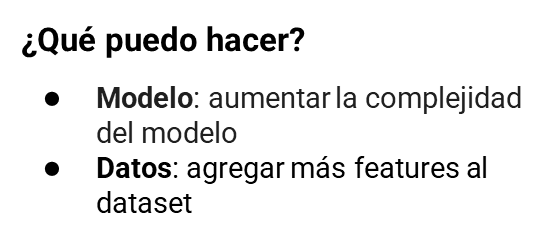 ¿Qué puedo hacer?
● Modelo: aumentar la complejidad
del modelo
● Datos: agregar más features al
dataset